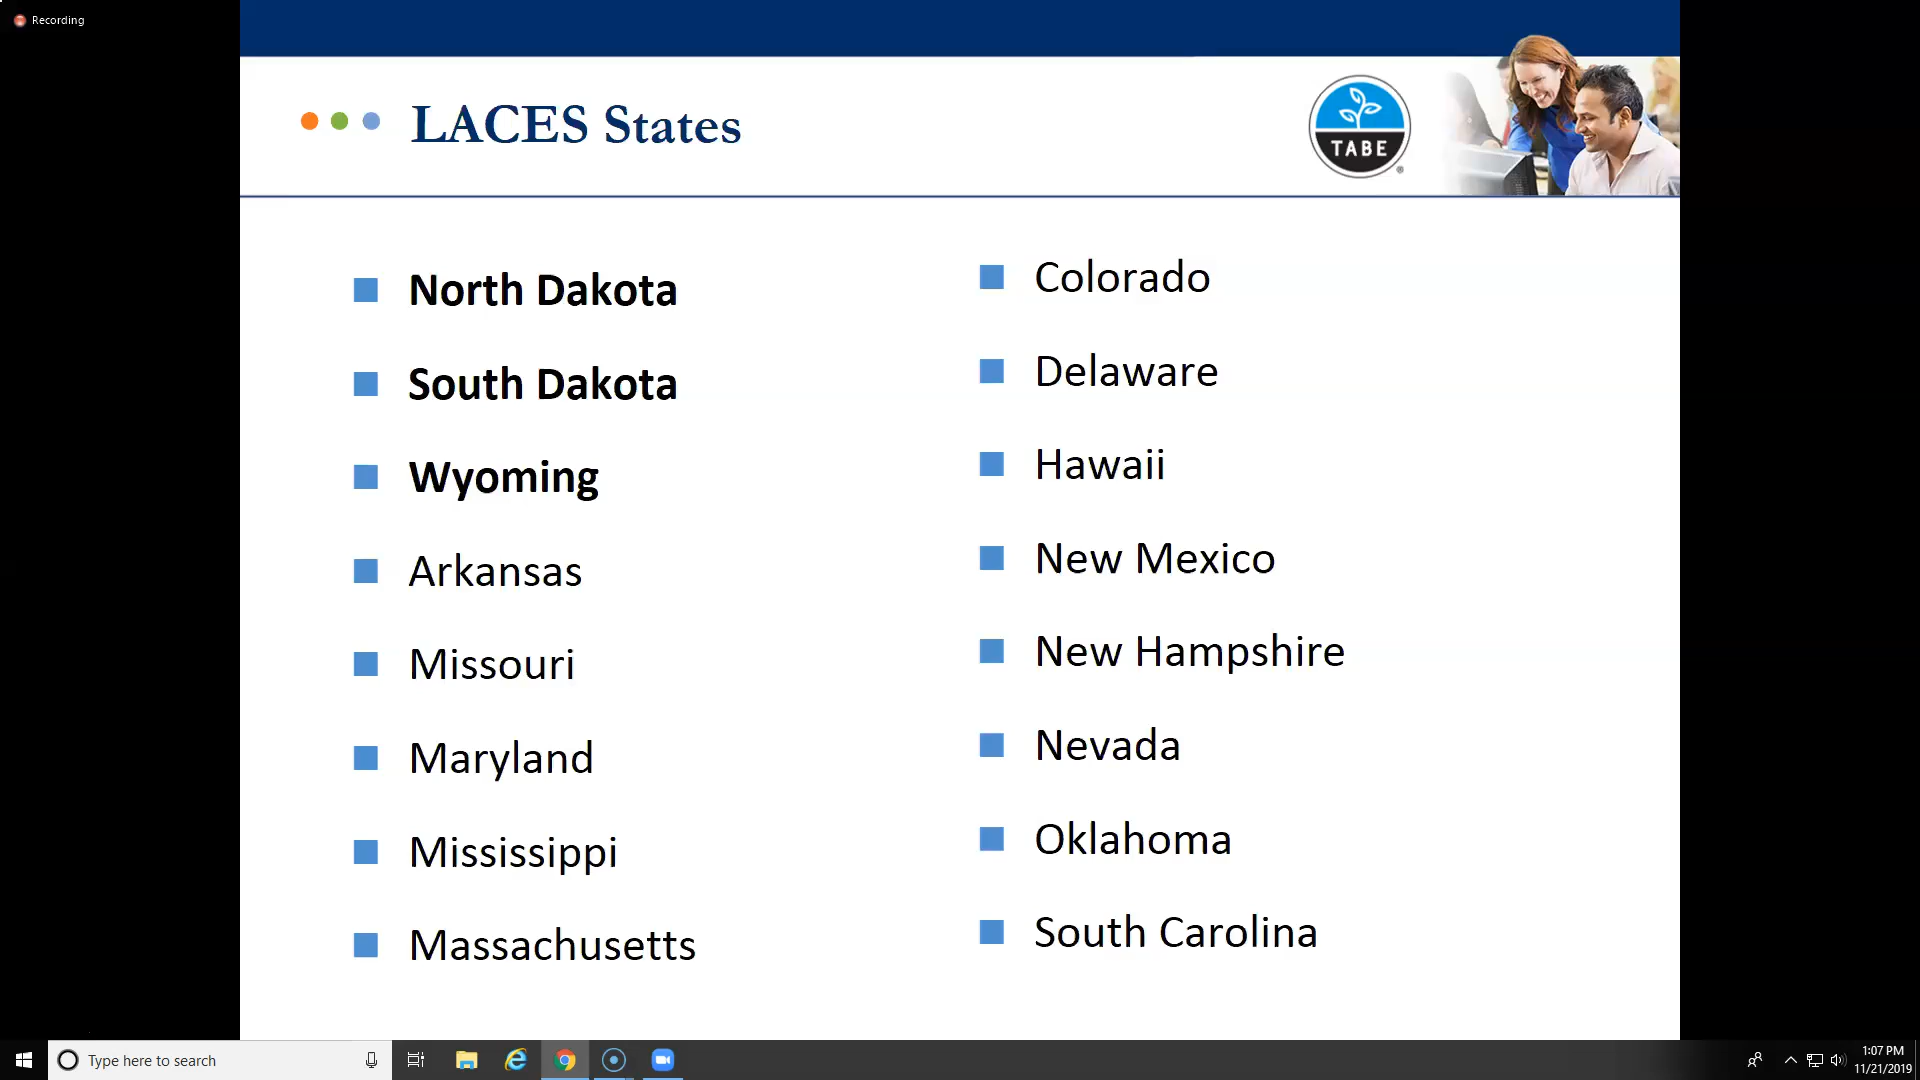 Recording
LACES States
TABE
®
North Dakota
South Dakota
Wyoming
Arkansas
Missouri
Maryland
Mississippi
Massachusetts
Colorado
Delaware
Hawaii
New Mexico
New Hampshire
Nevada
Oklahoma
South Carolina
Type here to search
1:07 PM
11/21/2019